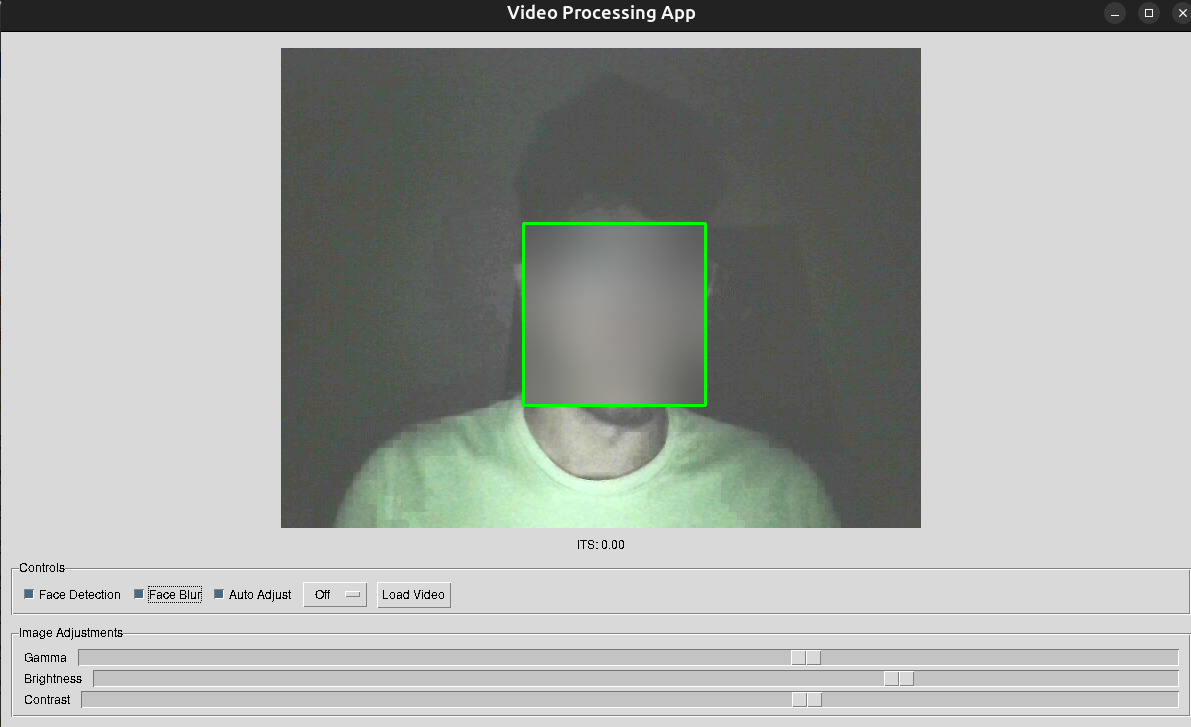 Video Processing App
ITS: 0.00
Controls
Face Detection Face Blur Auto Adjust Off Load Video
Image Adjustments
Gamma
Brightness
Contrast